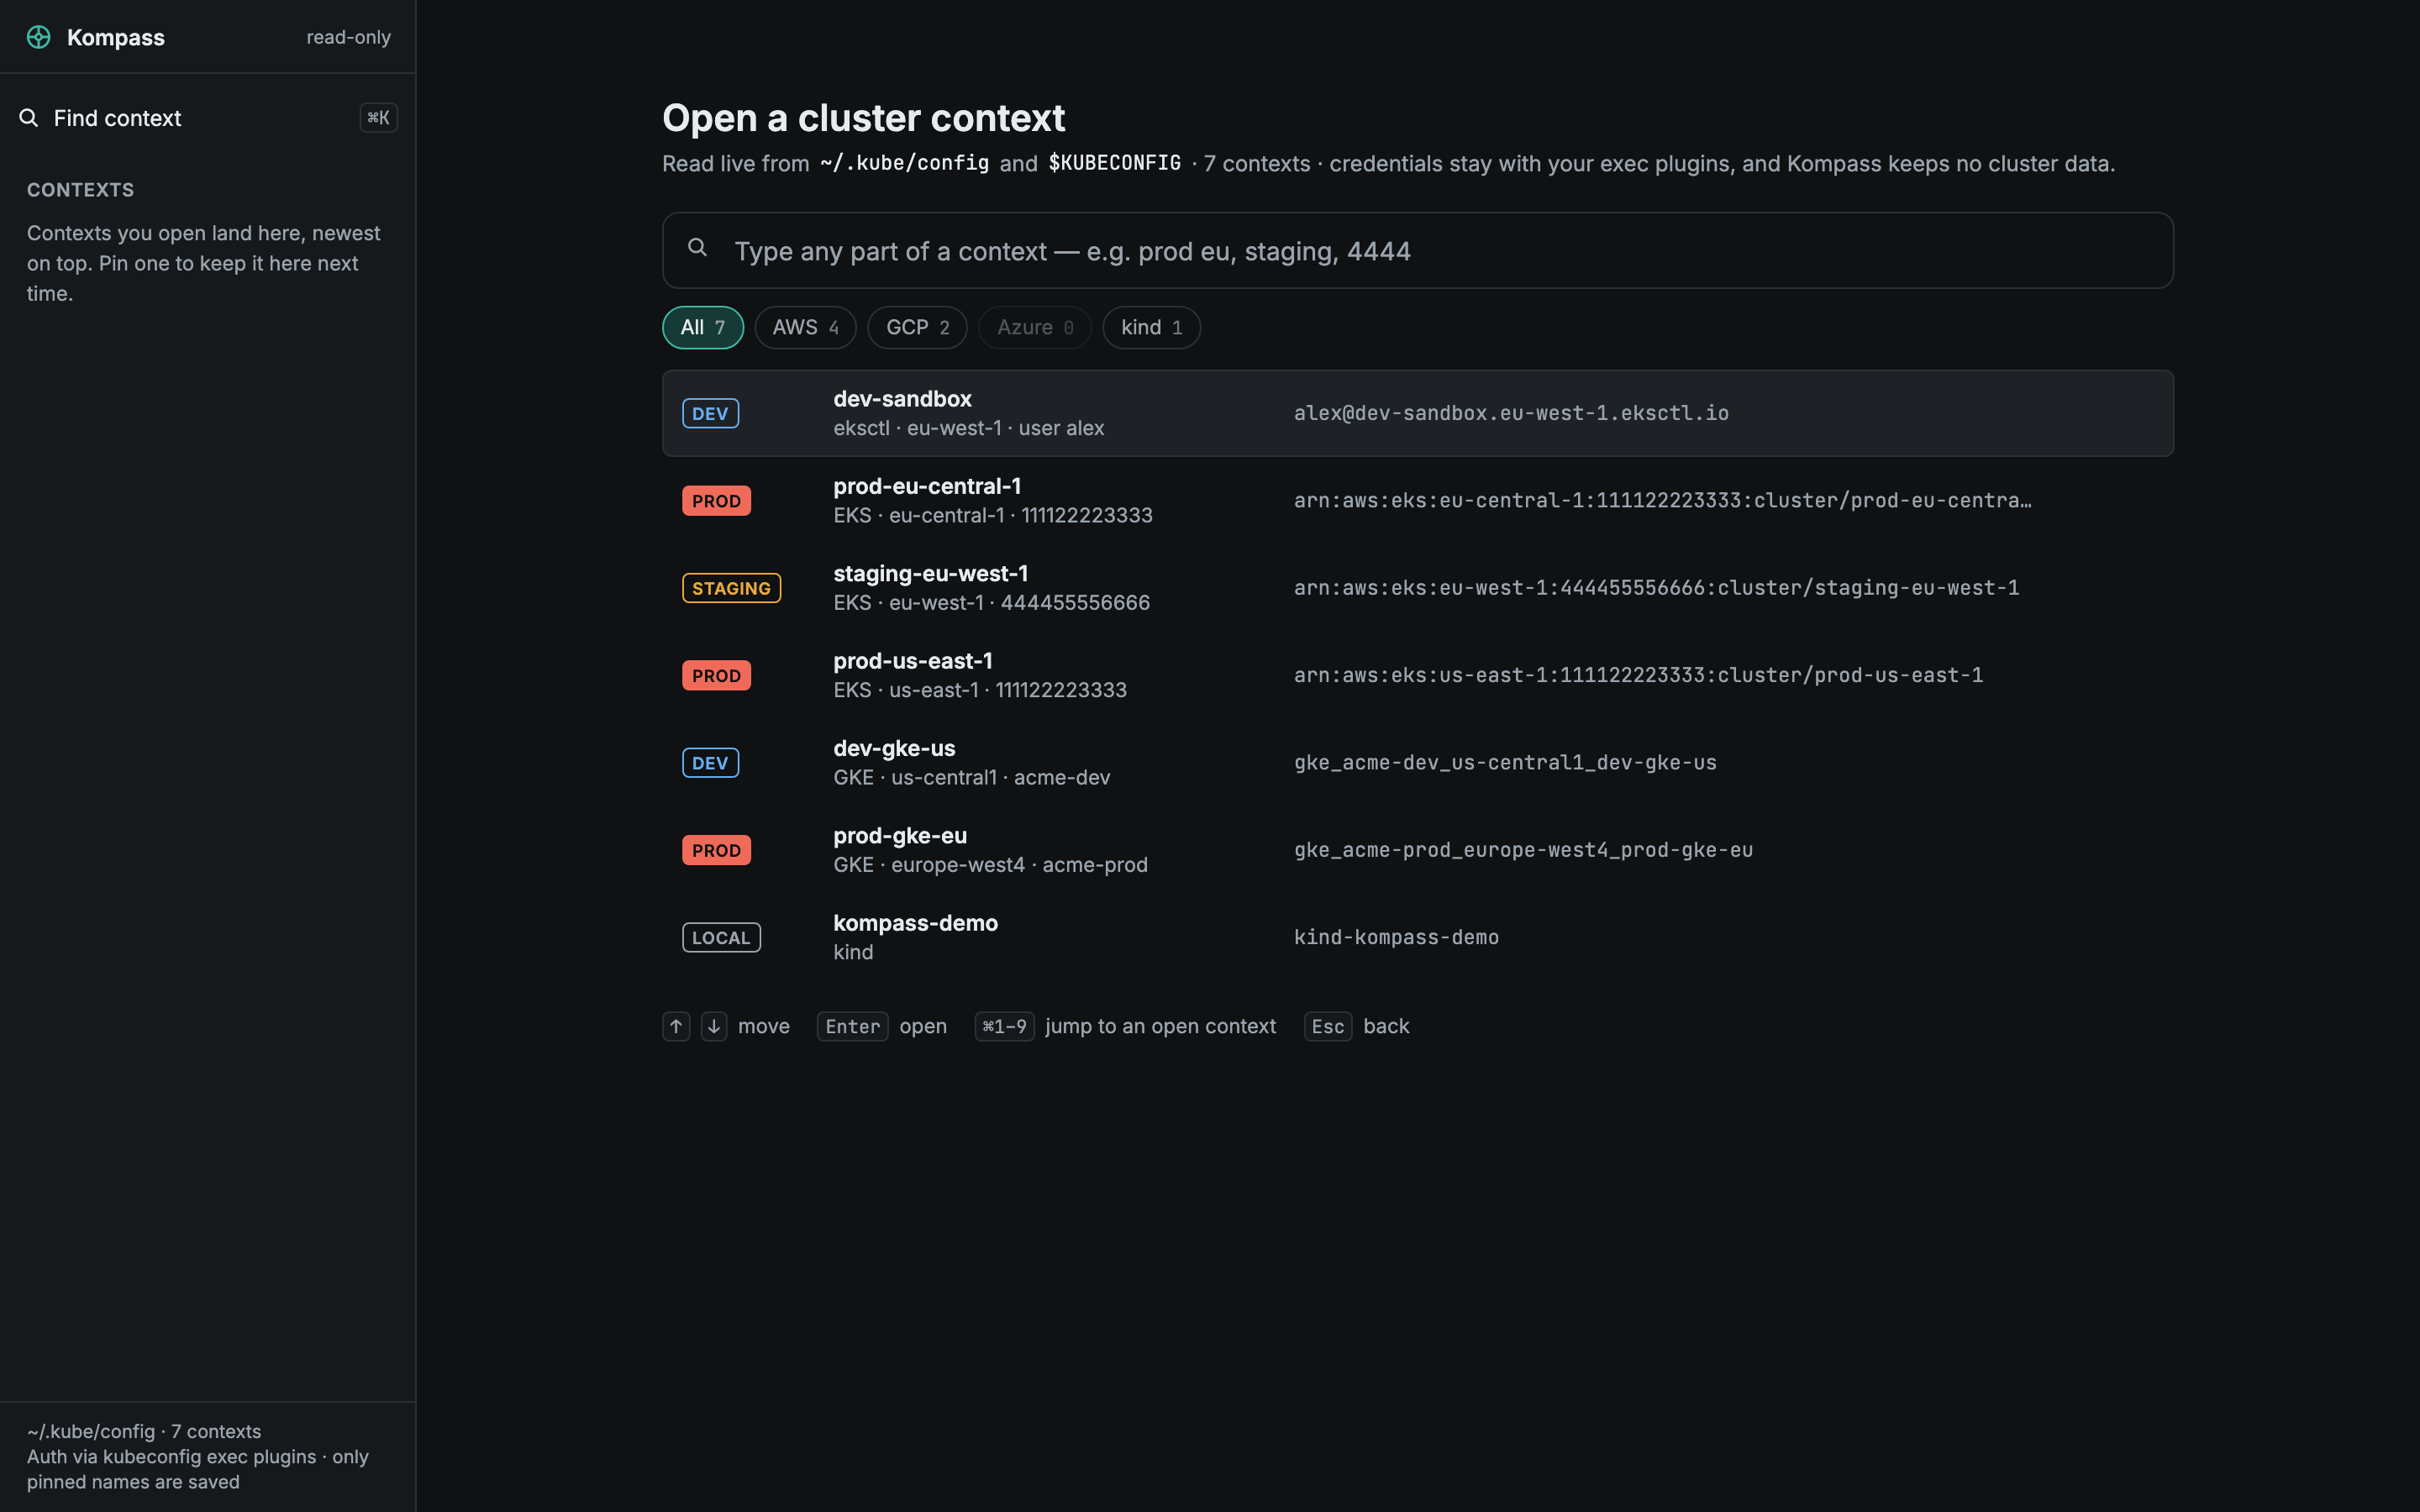 Kompass read-only
Find context ⌘K
CONTEXTS
Contexts you open land here, newest
on top. Pin one to keep it here next
time.
~/.kube/config · 7 contexts
Auth via kubeconfig exec plugins · only
pinned names are saved
Open a cluster context
Read live from ~/.kube/config and $KUBECONFIG · 7 contexts · credentials stay with your exec plugins, and Kompass keeps no cluster data.
Type any part of a context — e.g. prod eu, staging, 4444
All 7 AWS 4 GCP 2 Azure 0 kind 1
DEV dev-sandbox alex@dev-sandbox.eu-west-1.eksctl.io
eksctl · eu-west-1 · user alex
PROD prod-eu-central-1 arn:aws:eks:eu-central-1:111122223333:cluster/prod-eu-centra…
EKS · eu-central-1 · 111122223333
STAGING staging-eu-west-1 arn:aws:eks:eu-west-1:444455556666:cluster/staging-eu-west-1
EKS · eu-west-1 · 444455556666
PROD prod-us-east-1 arn:aws:eks:us-east-1:111122223333:cluster/prod-us-east-1
EKS · us-east-1 · 111122223333
DEV dev-gke-us gke_acme-dev_us-central1_dev-gke-us
GKE · us-central1 · acme-dev
PROD prod-gke-eu gke_acme-prod_europe-west4_prod-gke-eu
GKE · europe-west4 · acme-prod
LOCAL kompass-demo kind-kompass-demo
kind
↑ ↓ move Enter open ⌘1–9 jump to an open context Esc back